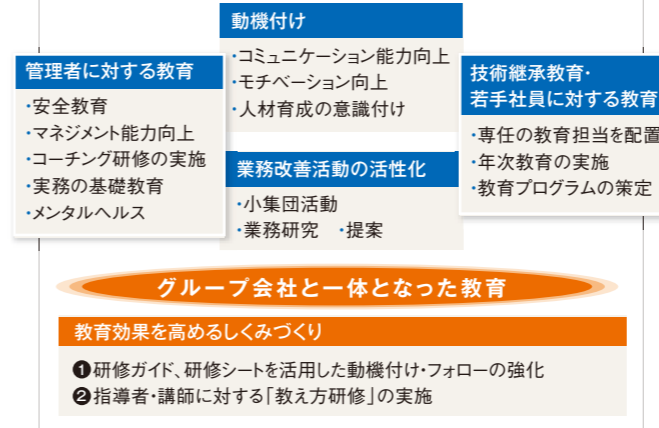 動機付け
・コミュニケーション能力向上
・モチベーション向上
・人材育成の意識付け
管理者に対する教育
・安全教育
・マネジメント能力向上
・コーチング研修の実施
・実務の基礎教育
・メンタルヘルス
業務改善活動の活性化
・小集団活動
・業務研究 ・提案
技術継承教育・
若手社員に対する教育
・専任の教育担当を配置
・年次教育の実施
・教育プログラムの策定
グループ会社と一体となった教育
教育効果を高めるしくみづくり
❶研修ガイド、研修シートを活用した動機付け・フォローの強化
❷指導者・講師に対する「教え方研修」の実施